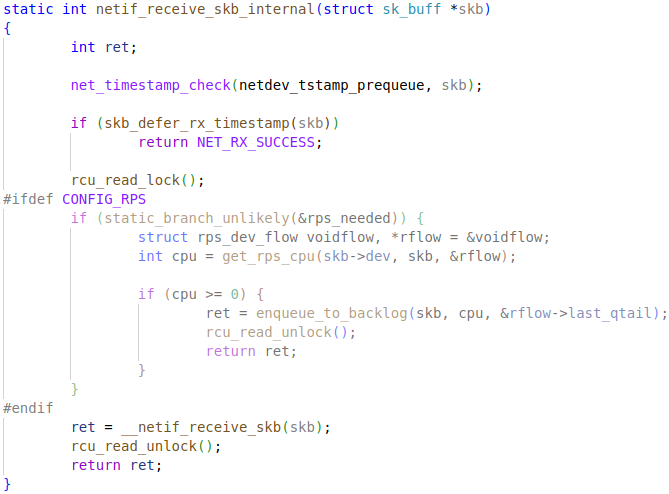 static int netif_receive_skb_internal(struct sk_buff *skb)
{
        int ret;

        net_timestamp_check(netdev_tstamp_prequeue, skb);

        if (skb_defer_rx_timestamp(skb))
                return NET_RX_SUCCESS;

        rcu_read_lock();
#ifdef CONFIG_RPS
        if (static_branch_unlikely(&rps_needed)) {
                struct rps_dev_flow voidflow, *rflow = &voidflow;
                int cpu = get_rps_cpu(skb->dev, skb, &rflow);

                if (cpu >= 0) {
                        ret = enqueue_to_backlog(skb, cpu, &rflow->last_qtail);
                        rcu_read_unlock();
                        return ret;
                }
        }
#endif
        ret = __netif_receive_skb(skb);
        rcu_read_unlock();
        return ret;
}